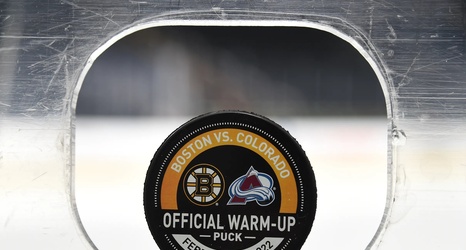 BOSTON VS. COLORADO
B
OFFICIAL WARM-UP
PUCK